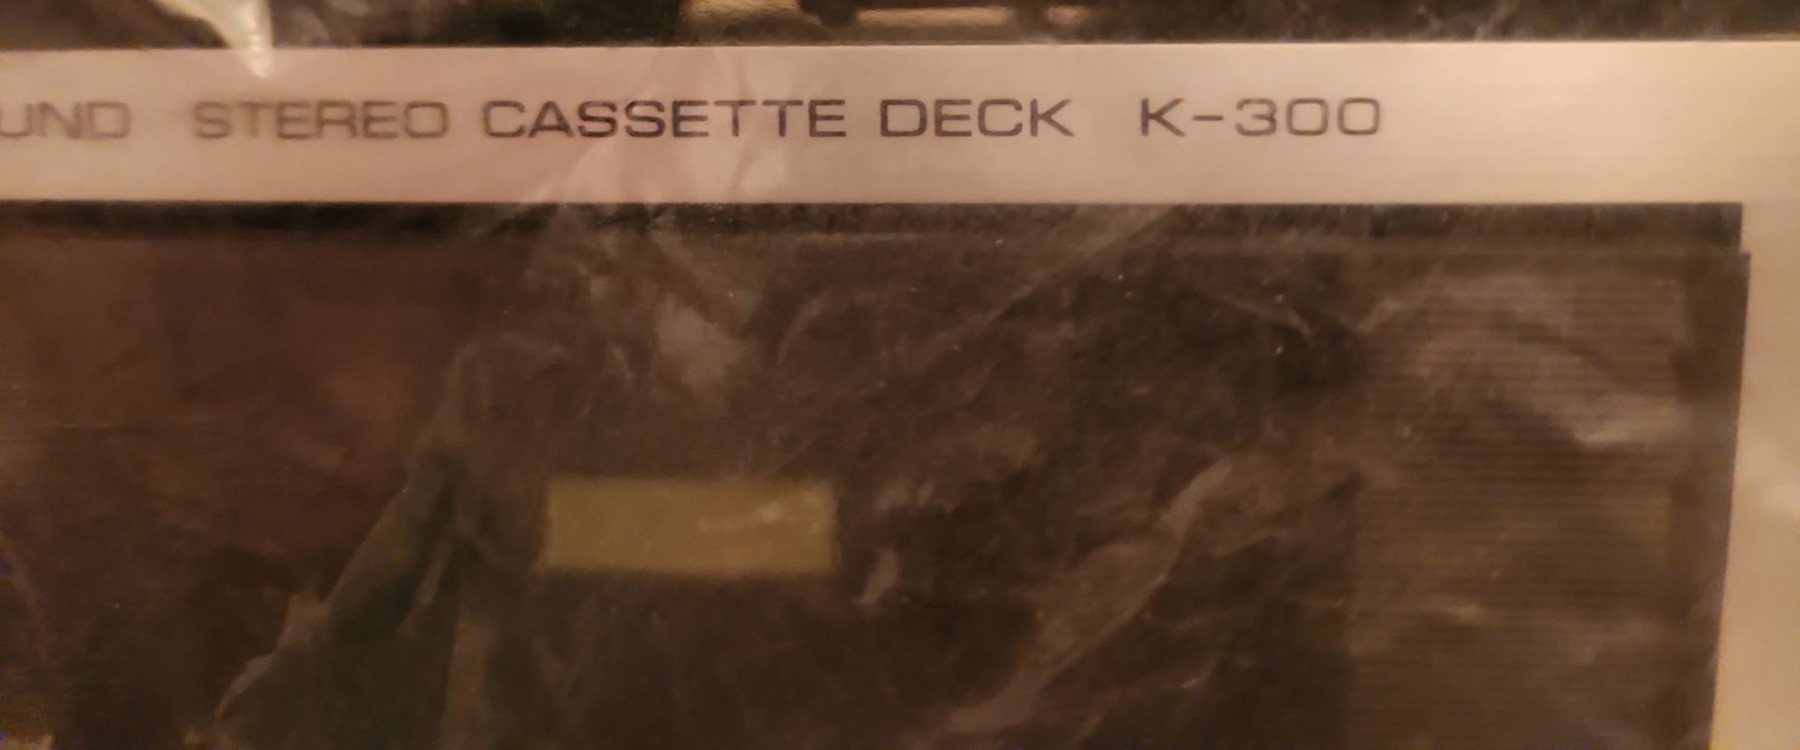 UND STEREO CASSETTE DECK K-300